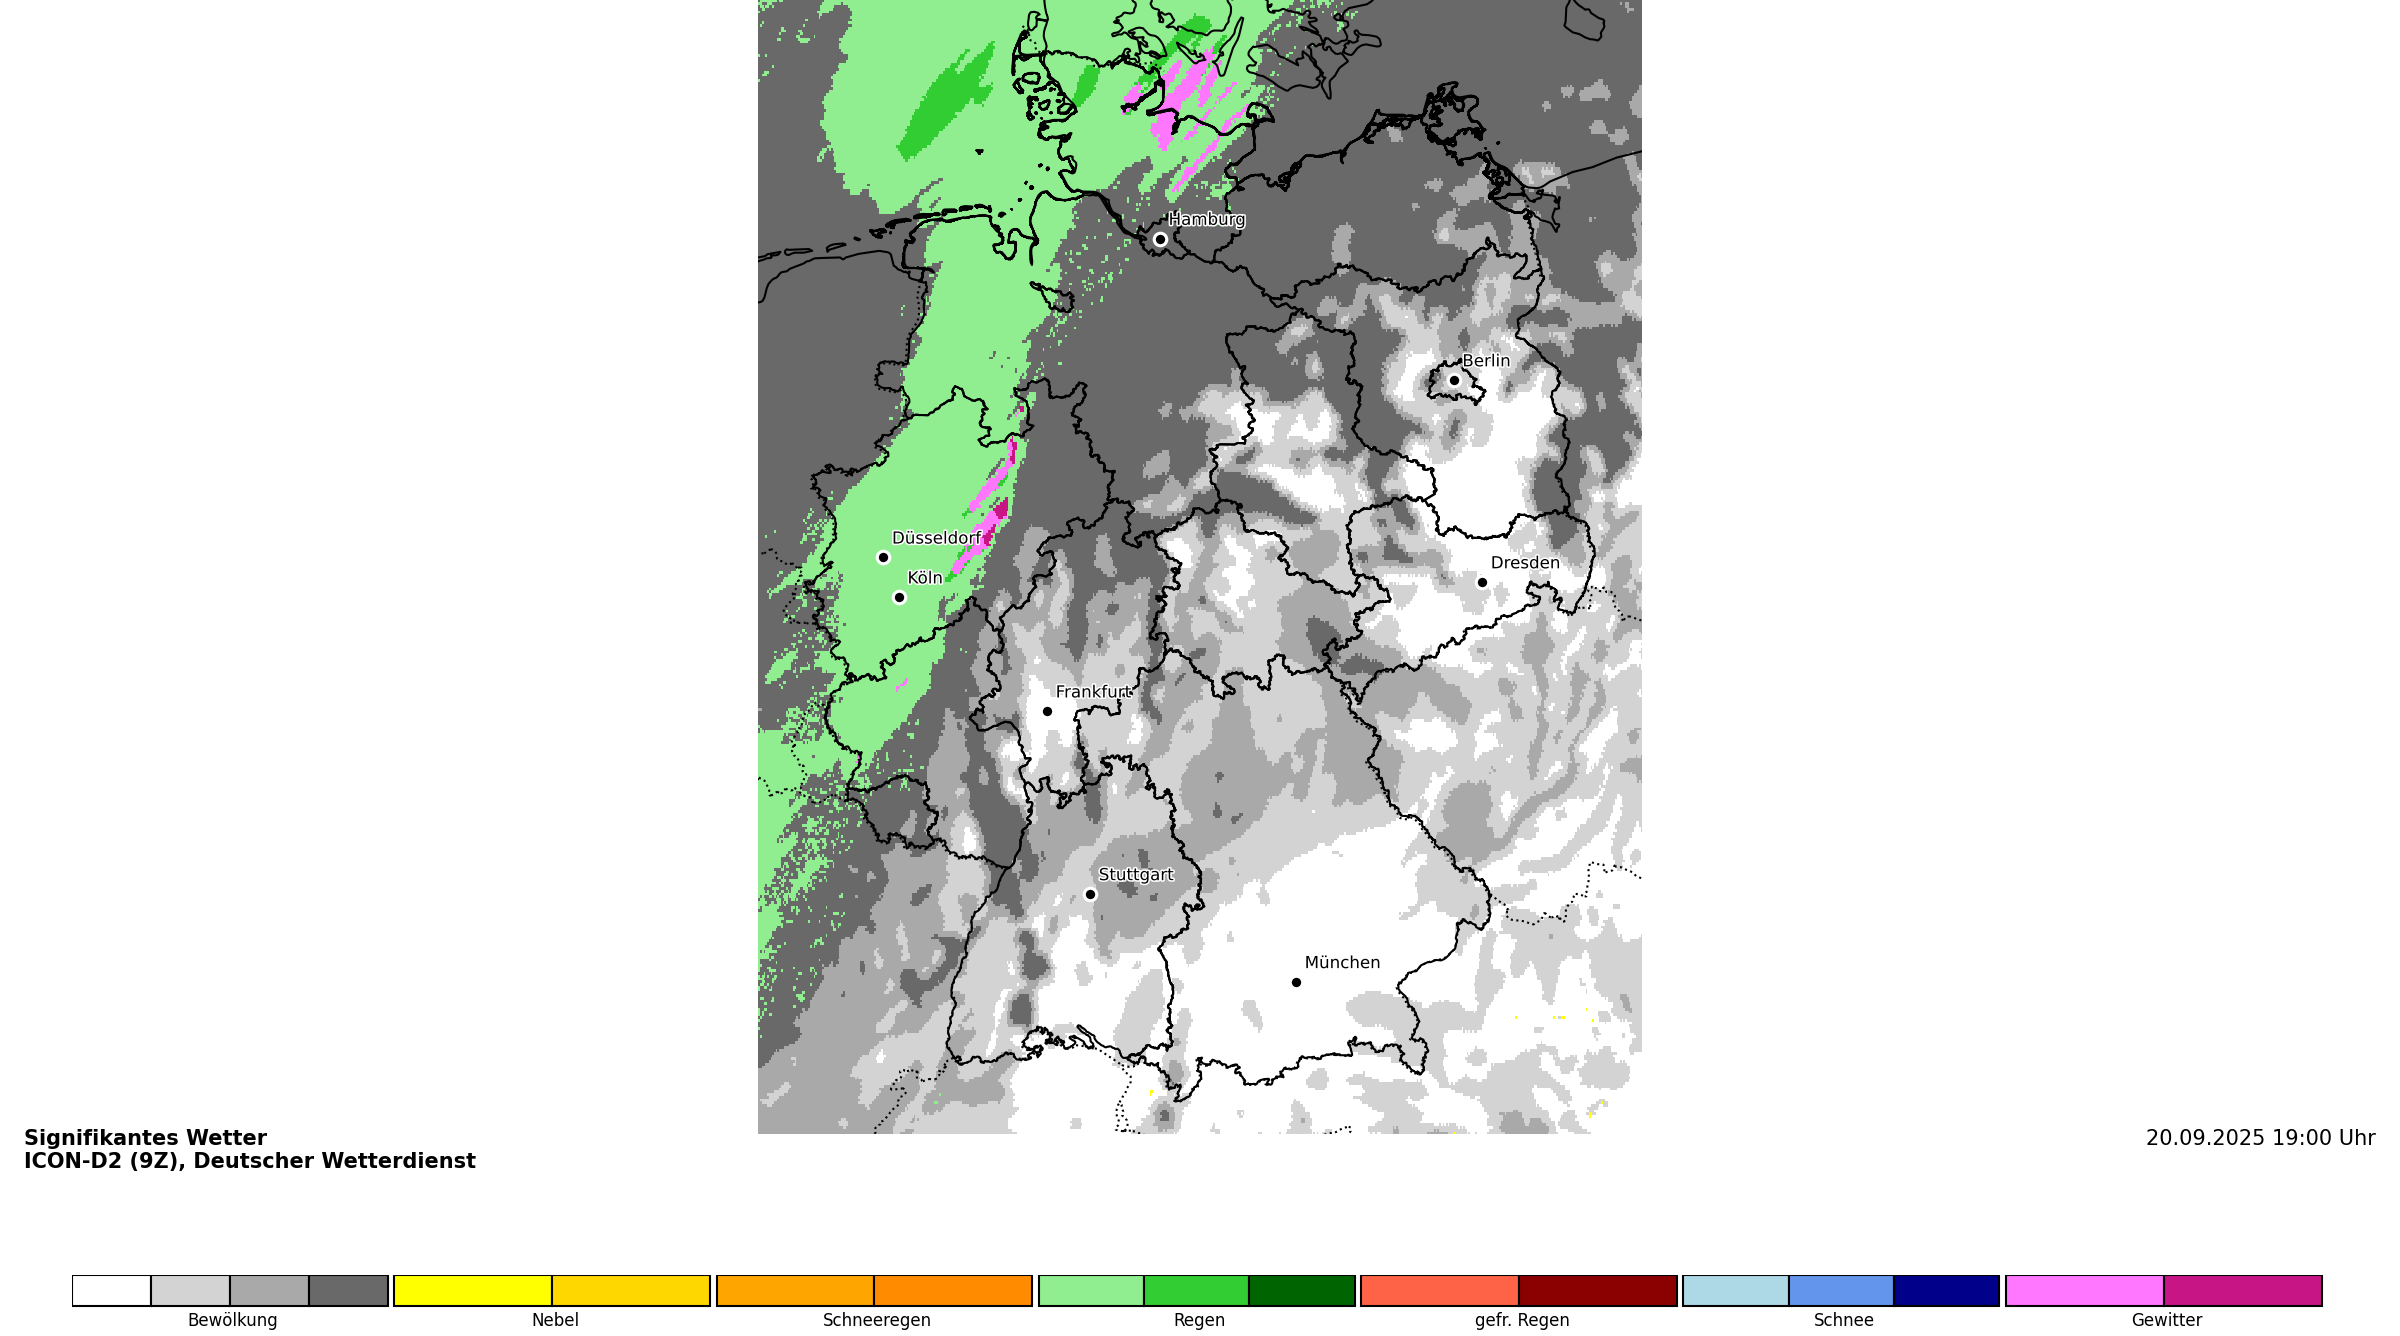 Hamburg
Berlin
Düsseldorf
Köln
Dresden
Frankfurt
Stuttgart
München
Signifikantes Wetter
ICON-D2 (9Z), Deutscher Wetterdienst
20.09.2025 19:00 Uhr
Bewölkung
Nebel
Schneeregen
Regen
gefr. Regen
Schnee
Gewitter